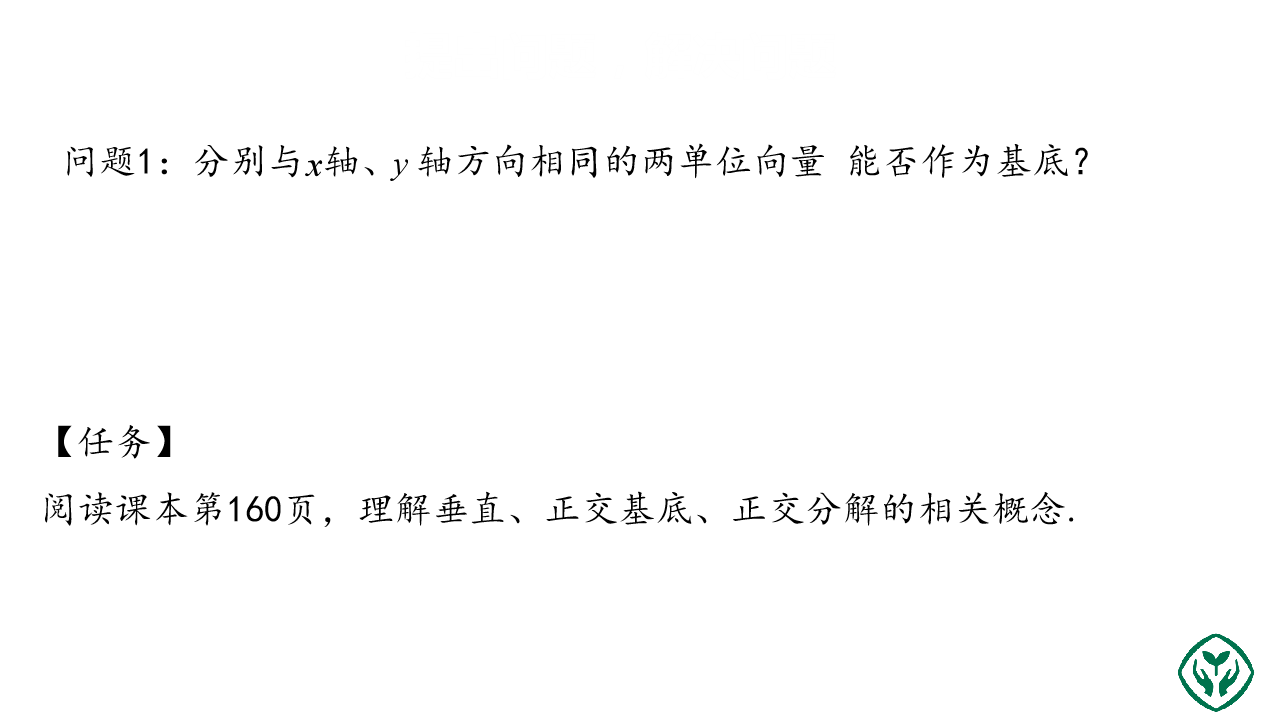 问题1：分别与x轴、y轴方向相同的两单位向量 能否作为基底？
【任务】
阅读课本第160页，理解垂直、正交基底、正交分解的相关概念.